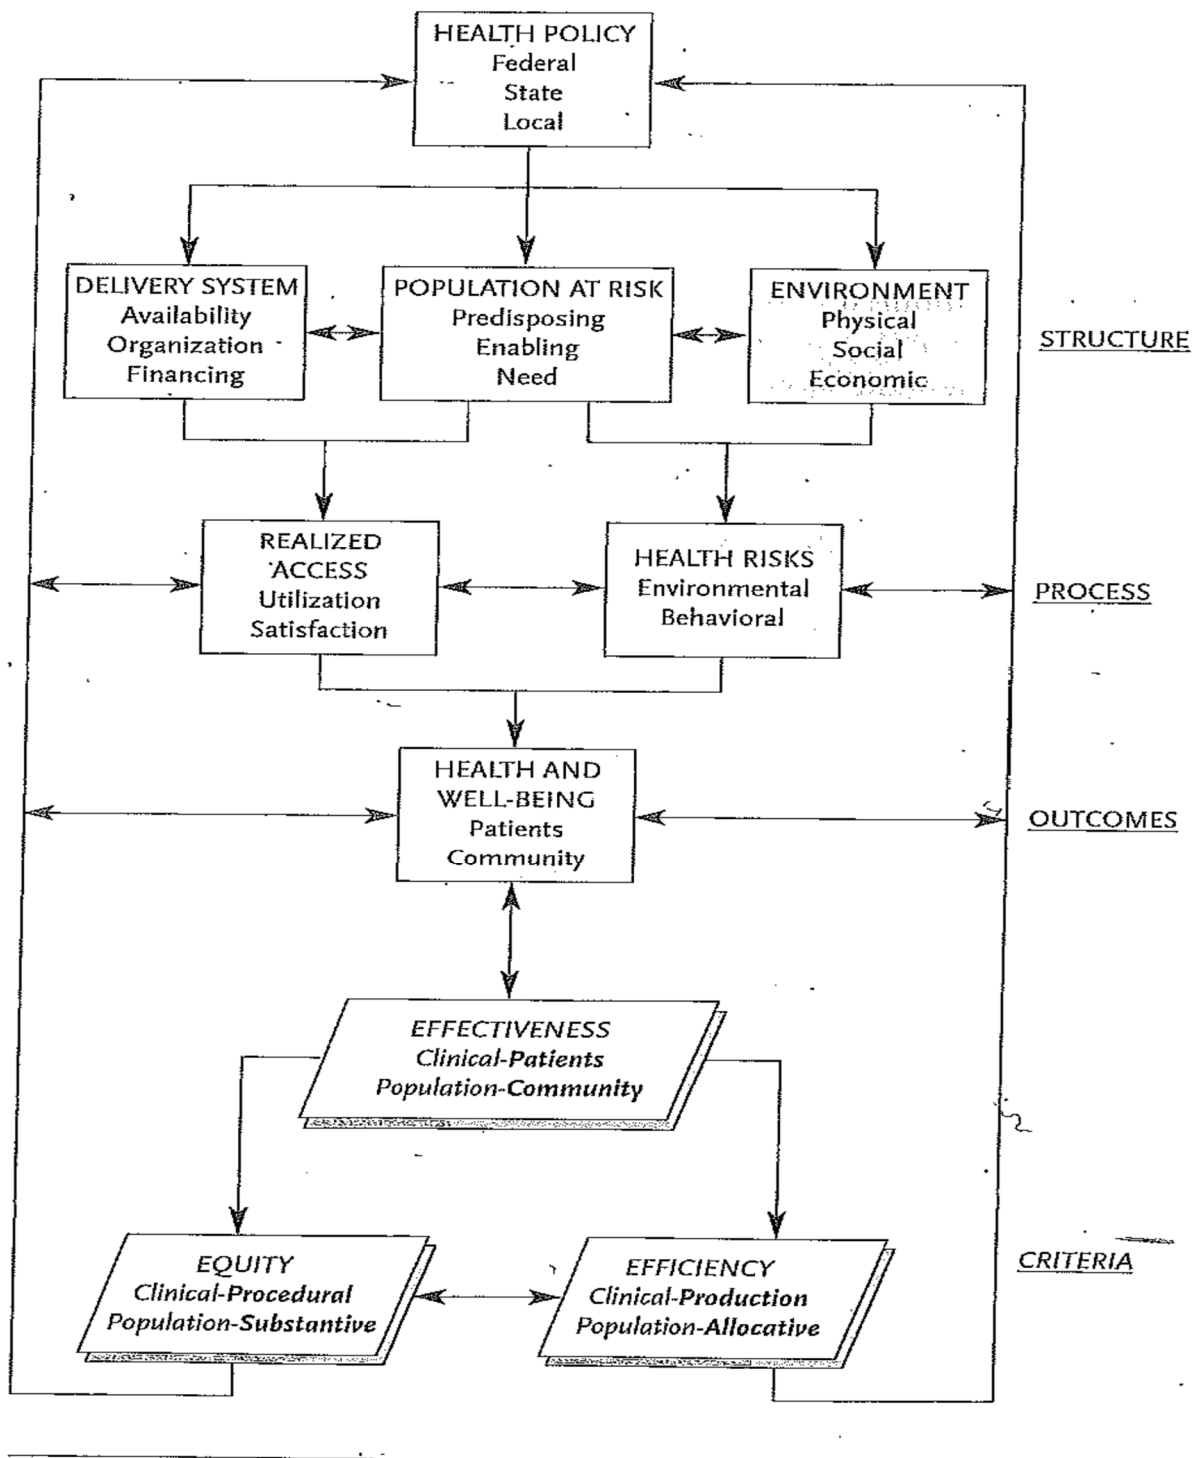 HEALTH POLICY
Federal
State
Local
DELIVERY SYSTEM
Availability
Organization
Financing
POPULATION AT RISK
Predisposing
Enabling
Need
ENVIRONMENT
Physical
Social
Economic
STRUCTURE
REALIZED
ACCESS
Utilization
Satisfaction
HEALTH RISKS
Environmental
Behavioral
PROCESS
HEALTH AND
WELL-BEING
Patients
Community
OUTCOMES
EFFECTIVENESS
Clinical-Patients
Population-Community
EQUITY
Clinical-Procedural
Population-Substantive
EFFICIENCY
Clinical-Production
Population-Allocative
CRITERIA